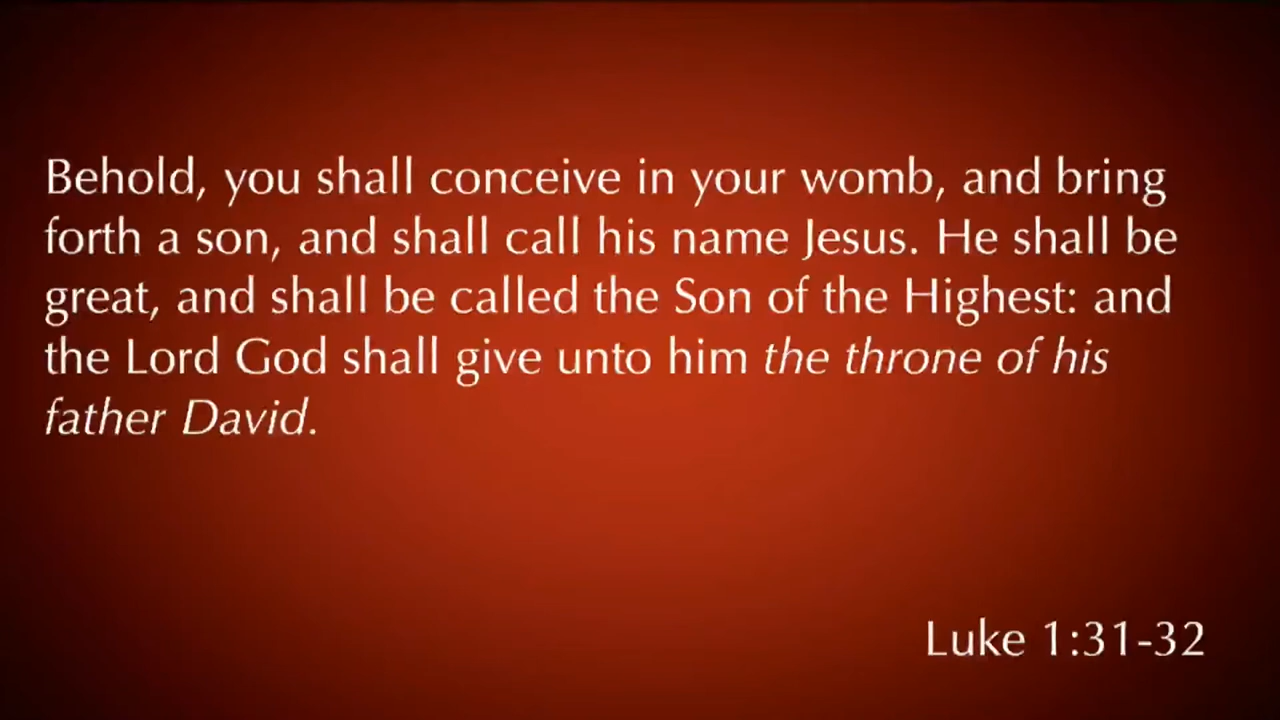 Behold, you shall conceive in your womb, and bring
forth a son, and shall call his name Jesus. He shall be
great, and shall be called the Son of the Highest: and
the Lord God shall give unto him the throne of his
father David.
Luke 1:31-32